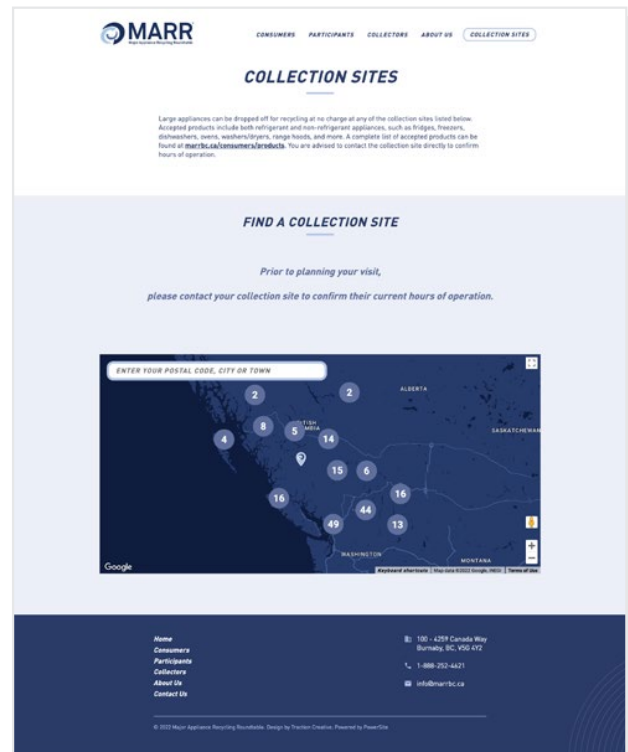 MARR
Major Appliance Recycling Roundtable
CONSUMERS PARTICIPANTS COLLECTORS ABOUT US COLLECTION SITES
COLLECTION SITES
Large appliances can be dropped off for recycling at no charge at any of the collection sites listed below.
Accepted products include both refrigerant and non-refrigerant appliances, such as fridges, freezers,
dishwashers, ovens, washers/dryers, range hoods, and more. A complete list of accepted products can be
found at marrbc.ca/consumers/products. You are advised to contact the collection site directly to confirm
hours of operation.
FIND A COLLECTION SITE
Prior to planning your visit,
please contact your collection site to confirm their current hours of operation.
ENTER YOUR POSTAL CODE, CITY OR TOWN
2
2
ALBERTA
8
5
TISH
MBIA
4
14
SASKATCHEWAN
15
6
16
16
44
49
13
WASHINGTON
MONTANA
Google
Keyboard shortcuts Map data ©2022 Google, INEGI Terms of Use
Home
Consumers
Participants
Collectors
About Us
Contact Us
100 - 4259 Canada Way
Burnaby, BC, V5G 4Y2
1-888-252-4621
info@marrbc.ca
© 2022 Major Appliance Recycling Roundtable. Design by Traction Creative. Powered by PowerSite